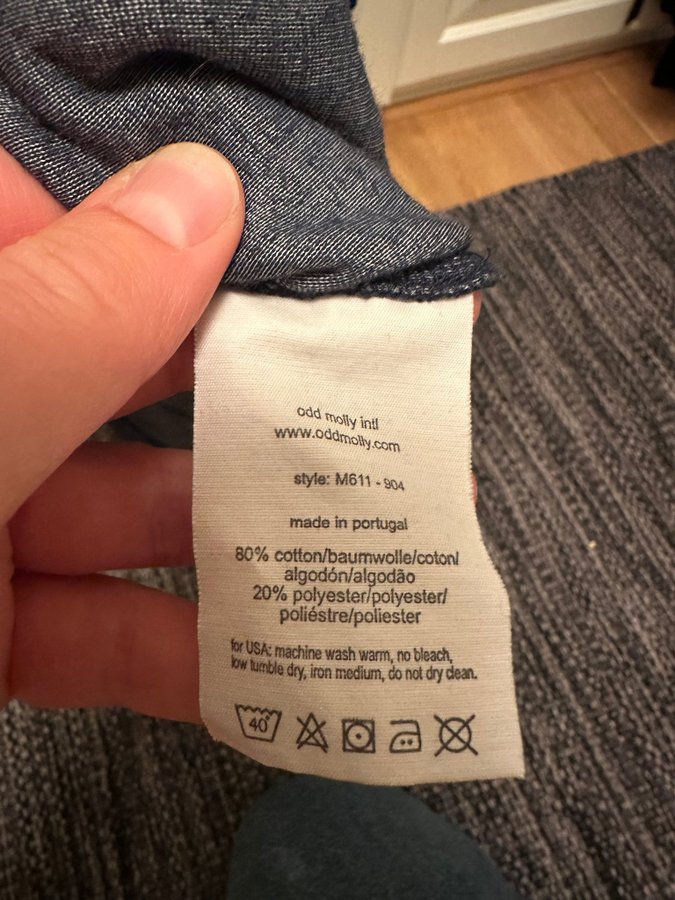 odd molly intl
www.oddmolly.com
style: M611 - 904
made in portugal
80% cotton/baumwolle/coton/
algodón/algodão
20% polyester/polyester/
poliéstre/poliester
for USA: machine wash warm, no bleach,
low tumble dry, iron medium, do not dry clean.
40